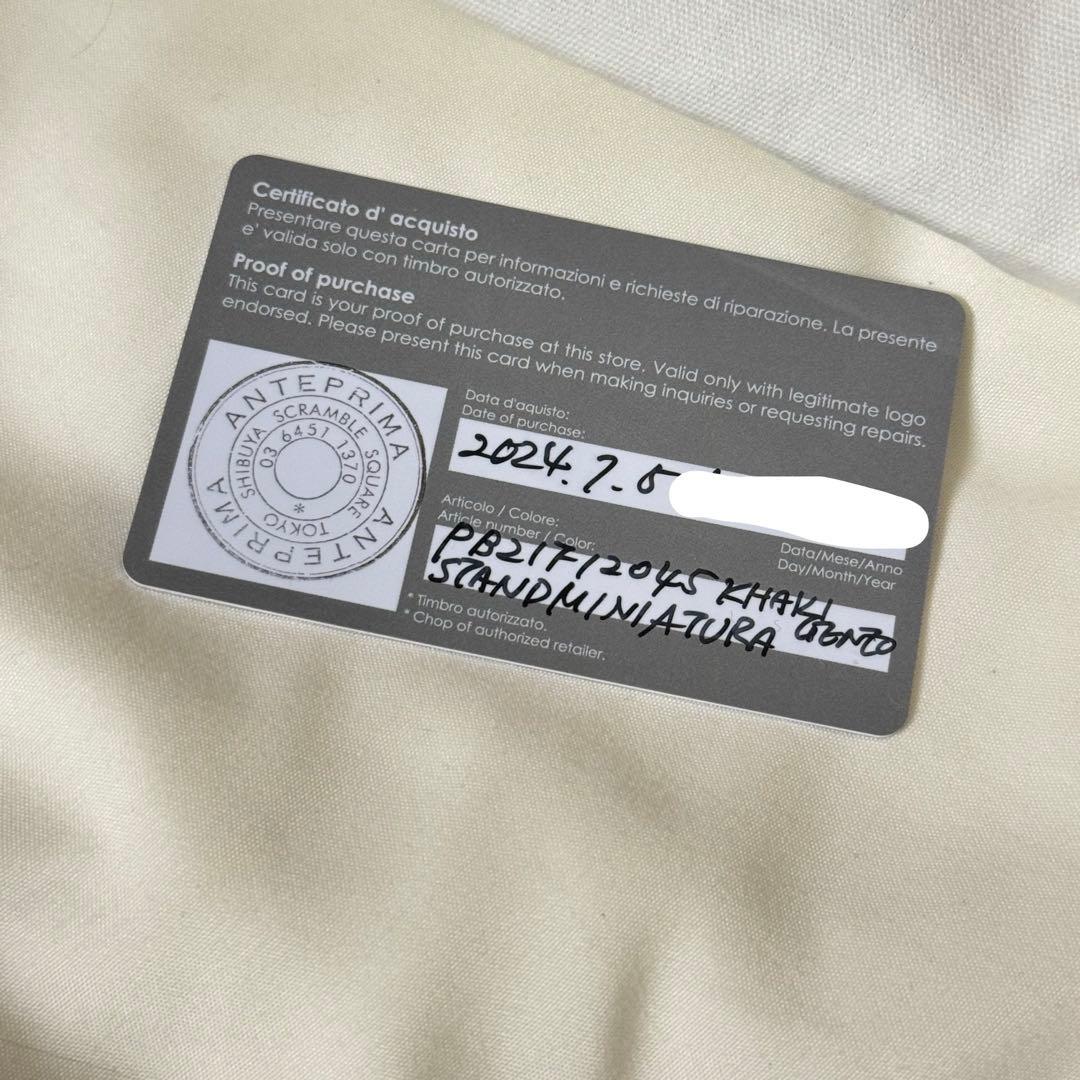 Certificato d' acquisto
Presentare questa carta per informazioni e richieste di riparazione. La presente
e' valida solo con timbro autorizzato.
Proof of purchase
This card is your proof of purchase at this store. Valid only with legitimate logo
endorsed. Please present this card when making inquiries or requesting repairs.
ANTEPRIMA ANTEPRIMA
SHIBUYA SCRAMBLE SQUARE TOKYO
03 6451 1370
*
Data d'aquisto:
Date of purchase:
2024.7.5
Data/Mese/Anno
Day/Month/Year
Articolo / Colore:
Article number / Color:
PB21F12045 KHAKI
STANDMINIATURA
* Timbro autorizzato.
* Chop of authorized retailer.